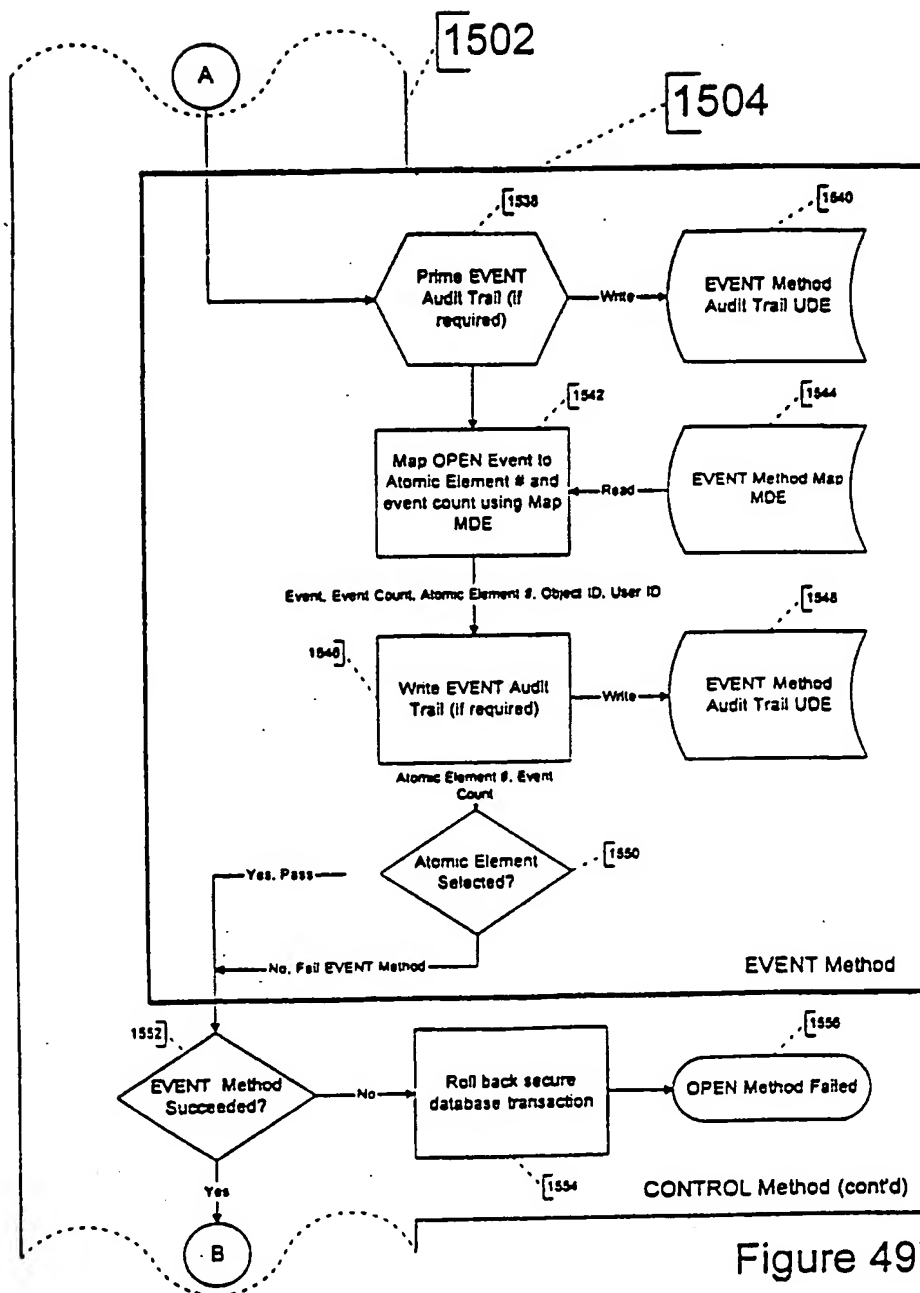 1502
A
1504
1538
1540
Prime EVENT
Audit Trail (if
required)
Write
EVENT Method
Audit Trail UDE
1542
1544
Map OPEN Event to
Atomic Element # and
event count using Map
MDE
Read
EVENT Method Map
MDE
Event, Event Count, Atomic Element #, Object ID, User ID
1546
1548
Write EVENT Audit
Trail (if required)
Write
EVENT Method
Audit Trail UDE
Atomic Element #, Event
Count
Atomic Element
Selected?
1550
Yes, Pass
No, Fail EVENT Method
EVENT Method
1552
EVENT Method
Succeeded?
No
Roll back secure
database transaction
1554
1556
OPEN Method Failed
Yes
CONTROL Method (cont'd)
B
Figure 49